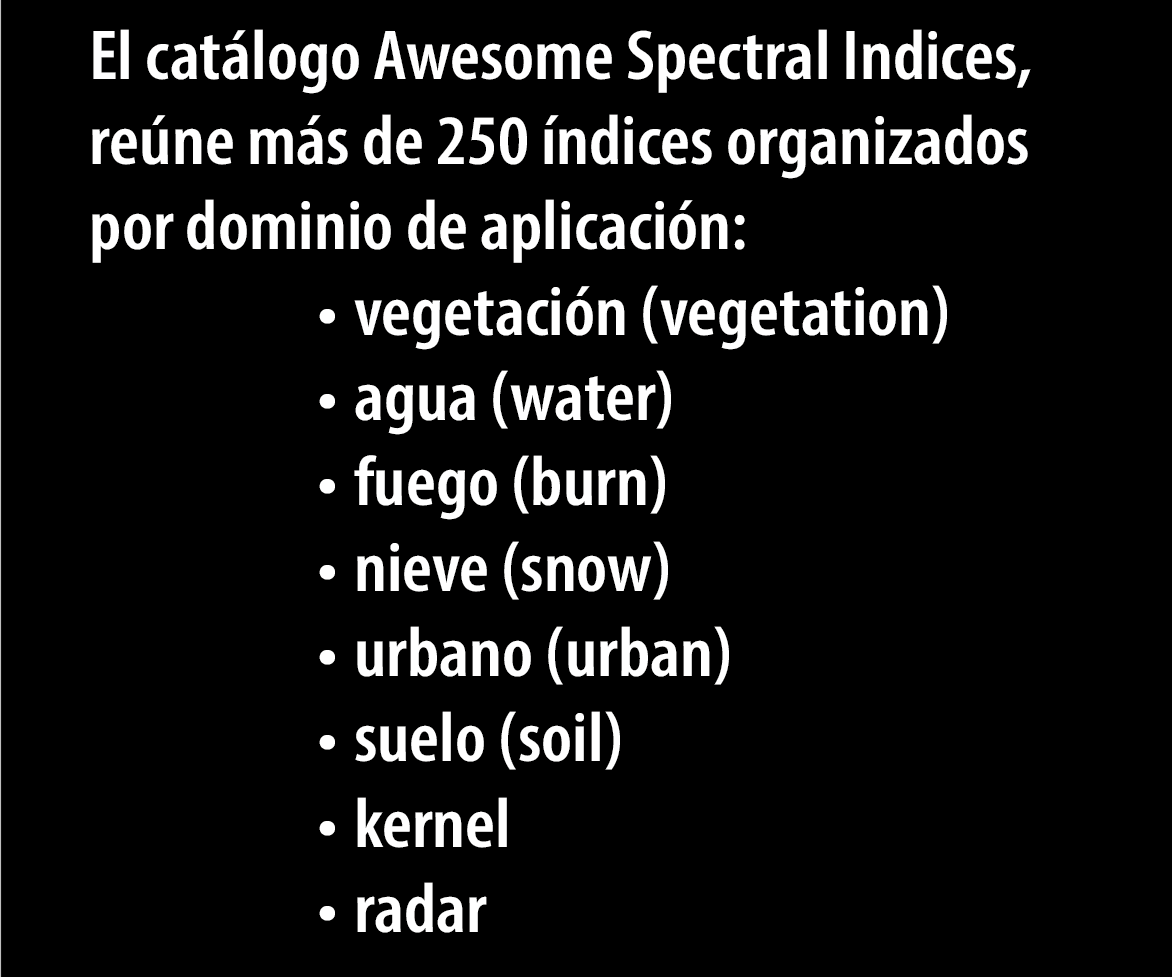 El catálogo Awesome Spectral Indices,
reúne más de 250 índices organizados
por dominio de aplicación:
• vegetación (vegetation)
• agua (water)
• fuego (burn)
• nieve (snow)
• urbano (urban)
• suelo (soil)
• kernel
• radar